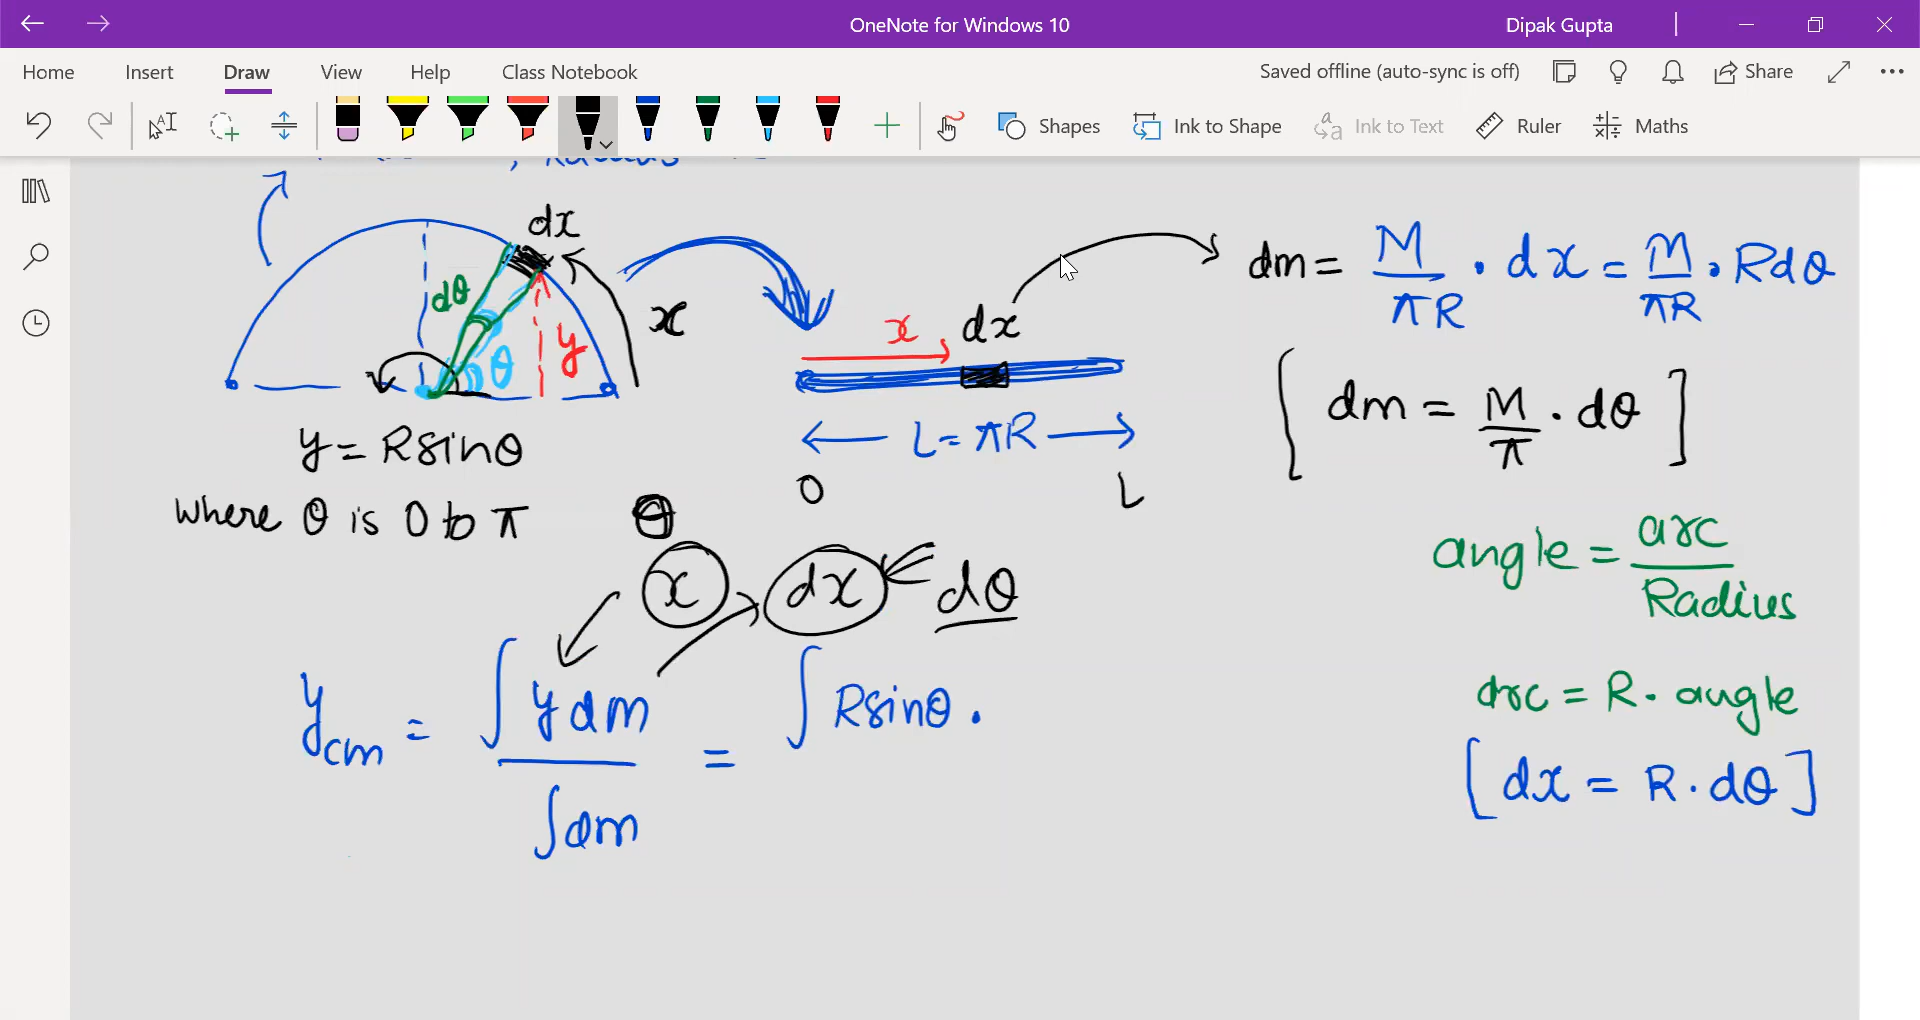 OneNote for Windows 10
Dipak Gupta
Home Insert Draw View Help Class Notebook
Saved offline (auto-sync is off) Share
Shapes Ink to Shape Ink to Text Ruler Maths
, Radius
dx
dθ
θ
y
x
x
dx
L = πR
0
L
dm = M/πR · dx = M/πR · Rdθ
[ dm = M/π · dθ ]
y = Rsinθ
where θ is 0 to π
θ
x dx dθ
angle = arc/Radius
arc = R · angle
[ dx = R · dθ ]
y_cm = ∫ y dm / ∫dm = ∫ Rsinθ ·